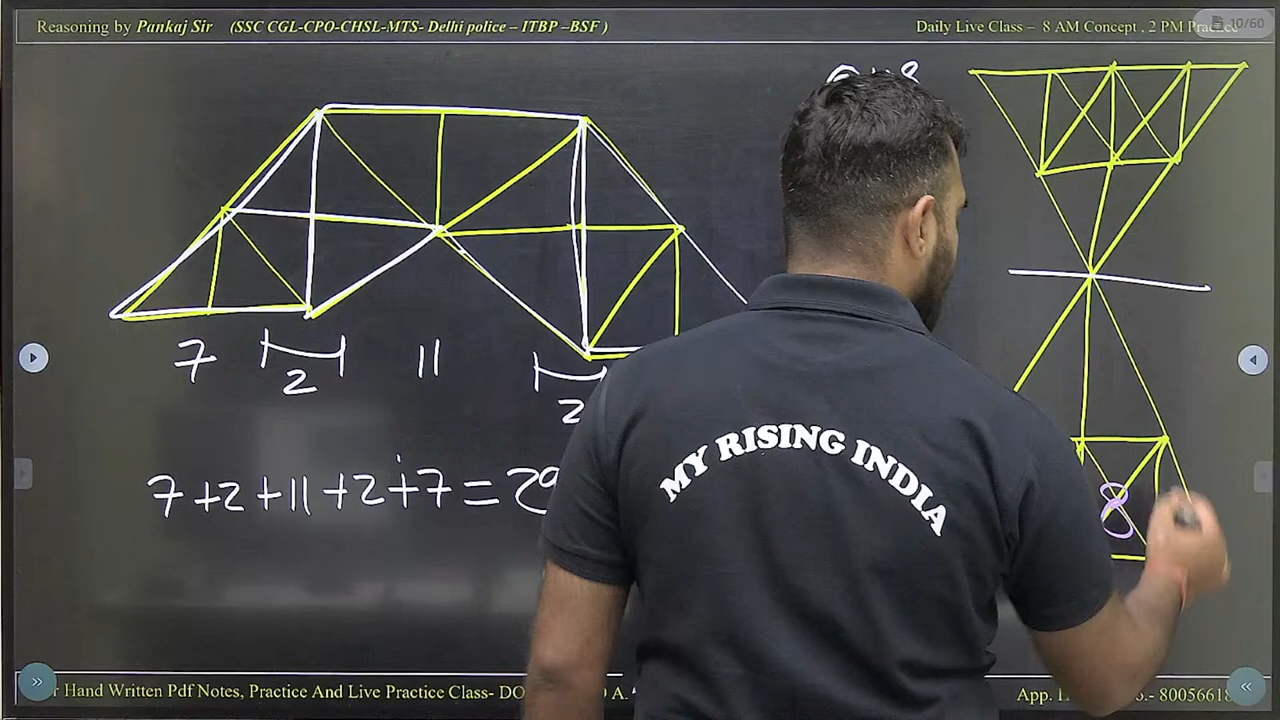 Reasoning by Pankaj Sir (SSC CGL-CPO-CHSL-MTS- Delhi police – ITBP –BSF )
Daily Live Class – 8 AM Concept , 2 PM Practice
10/60
7 2 11 2
7+2+11+2+7=29
MY RISING INDIA
8
Hand Written Pdf Notes, Practice And Live Practice Class- DO
App.
- 80056618